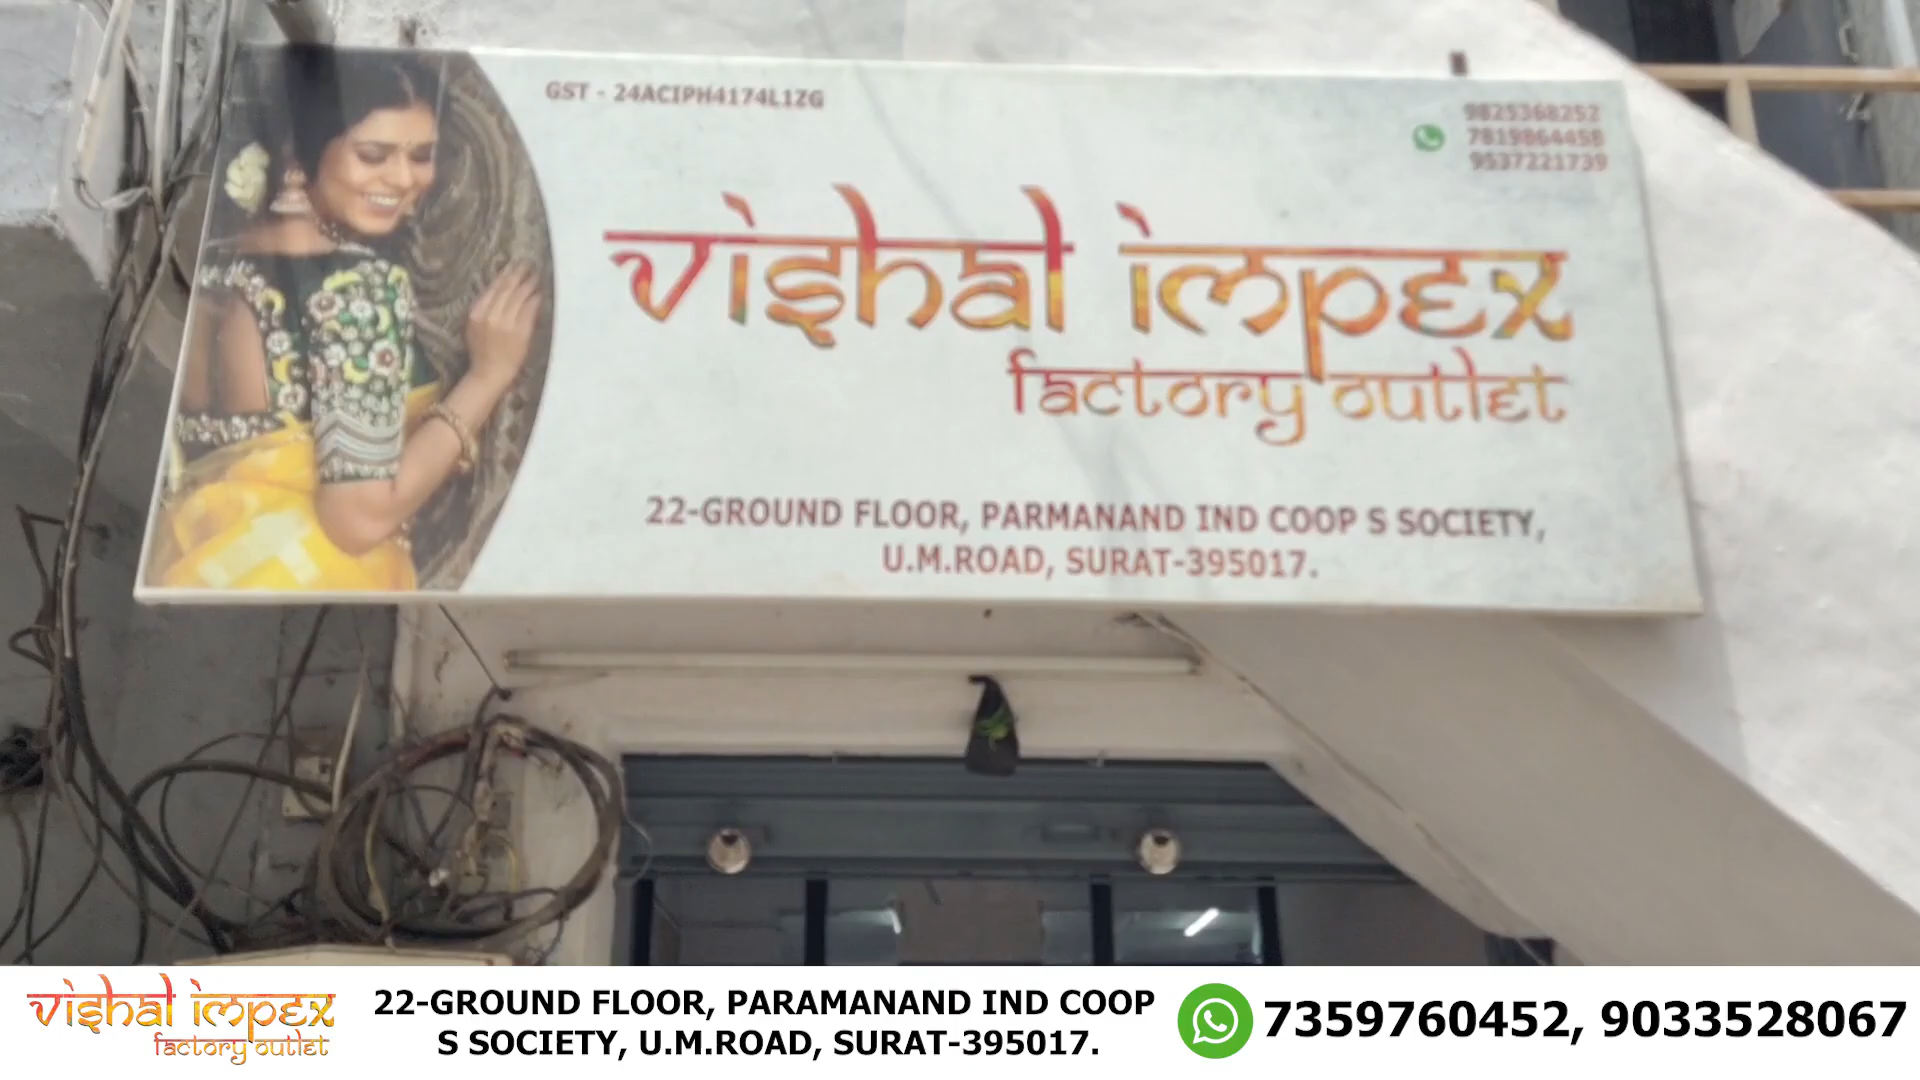 GST - 24ACIPH4174L1ZG
9825368252
7819864458
9537221739
vishal impex
factory outlet
22-GROUND FLOOR, PARMANAND IND COOP S SOCIETY,
U.M.ROAD, SURAT-395017.
vishal impex
factory outlet
22-GROUND FLOOR, PARAMANAND IND COOP
S SOCIETY, U.M.ROAD, SURAT-395017.
7359760452, 9033528067